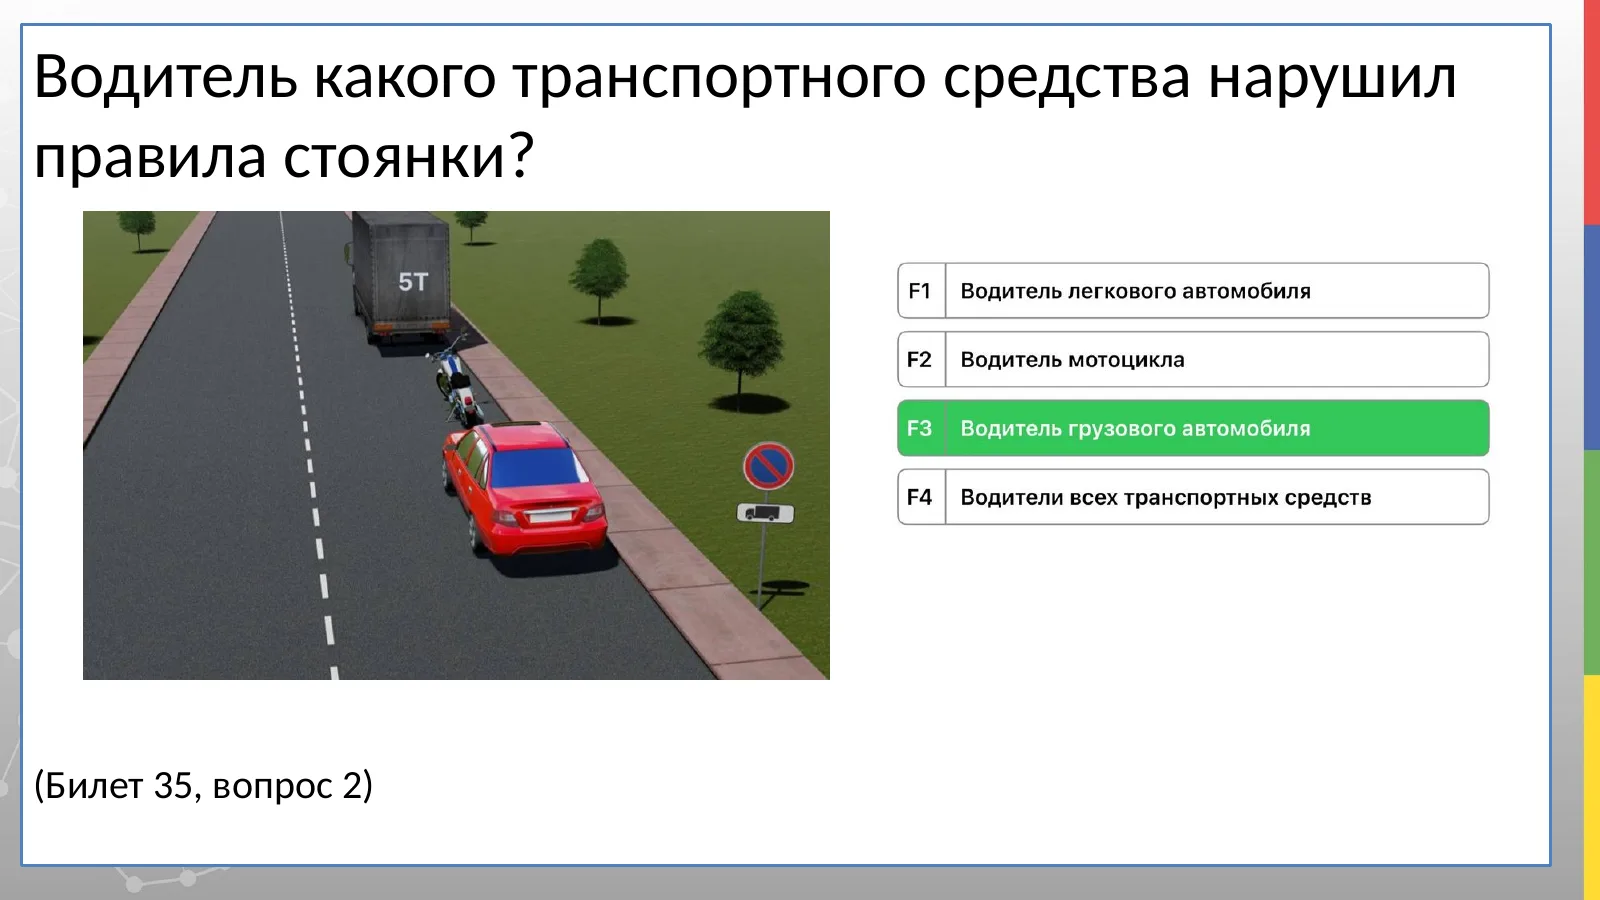 Водитель какого транспортного средства нарушил
правила стоянки?
5Т
F1 Водитель легкового автомобиля
F2 Водитель мотоцикла
F3 Водитель грузового автомобиля
F4 Водители всех транспортных средств
(Билет 35, вопрос 2)